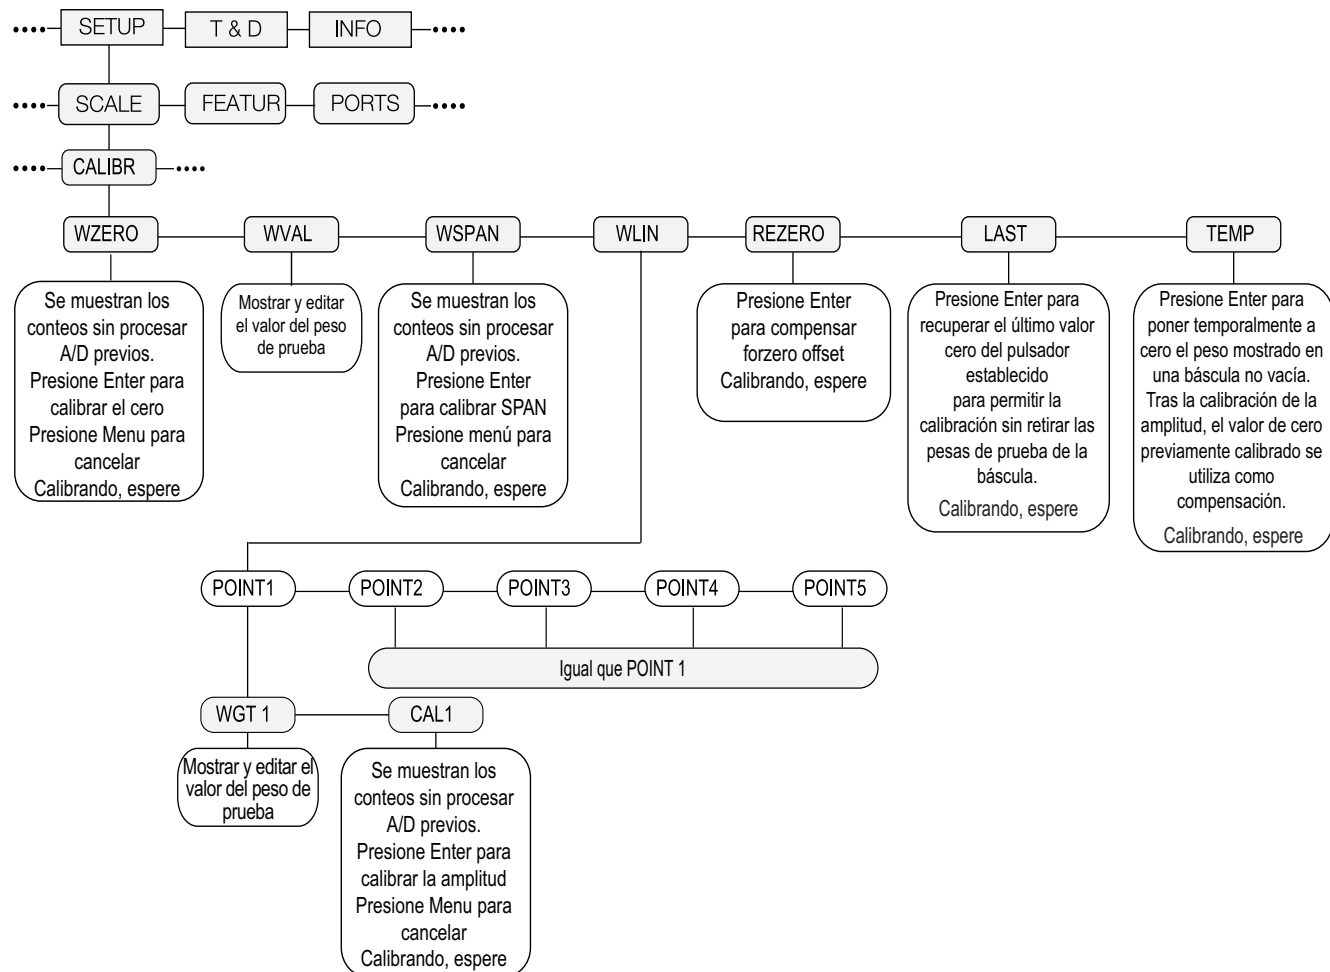 SETUP
T & D
INFO
SCALE
FEATUR
PORTS
CALIBR
WZERO
WVAL
WSPAN
WLIN
REZERO
LAST
TEMP
Se muestran los
conteos sin procesar
A/D previos.
Presione Enter para
calibrar el cero
Presione Menu para
cancelar
Calibrando, espere
Mostrar y editar
el valor del peso
de prueba
Se muestran los
conteos sin procesar
A/D previos.
Presione Enter
para calibrar SPAN
Presione menú para
cancelar
Calibrando, espere
Presione Enter
para compensar
forzero offset
Calibrando, espere
Presione Enter para
recuperar el último valor
cero del pulsador
establecido
para permitir la
calibración sin retirar las
pesas de prueba de la
báscula.
Calibrando, espere
Presione Enter para
poner temporalmente a
cero el peso mostrado en
una báscula no vacía.
Tras la calibración de la
amplitud, el valor de cero
previamente calibrado se
utiliza como
compensación.
Calibrando, espere
POINT1
POINT2
POINT3
POINT4
POINT5
Igual que POINT 1
WGT 1
CAL1
Mostrar y editar el
valor del peso de
prueba
Se muestran los
conteos sin procesar
A/D previos.
Presione Enter para
calibrar la amplitud
Presione Menu para
cancelar
Calibrando, espere